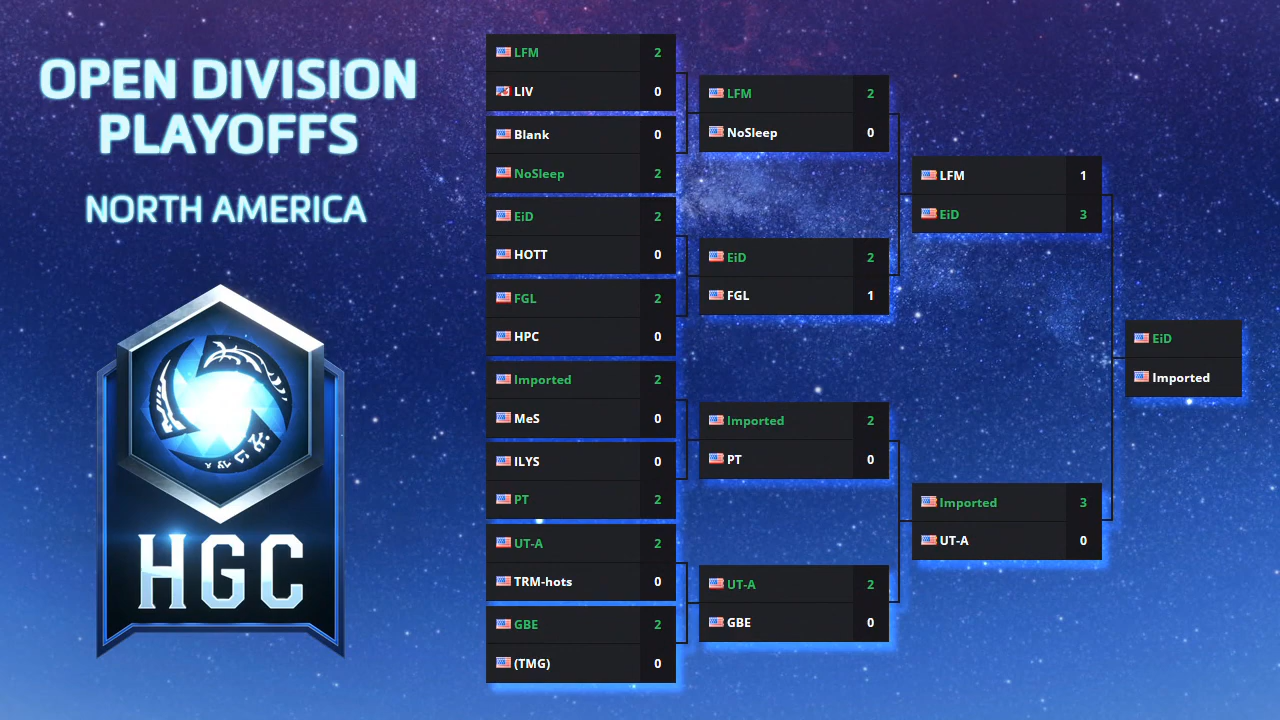 OPEN DIVISION
PLAYOFFS
NORTH AMERICA
HGC
LFM 2
LIV 0
Blank 0
NoSleep 2
EiD 2
HOTT 0
FGL 2
HPC 0
Imported 2
MeS 0
ILYS 0
PT 2
UT-A 2
TRM-hots 0
GBE 2
(TMG) 0
LFM 2
NoSleep 0
EiD 2
FGL 1
Imported 2
PT 0
UT-A 2
GBE 0
LFM 1
EiD 3
Imported 3
UT-A 0
EiD
Imported